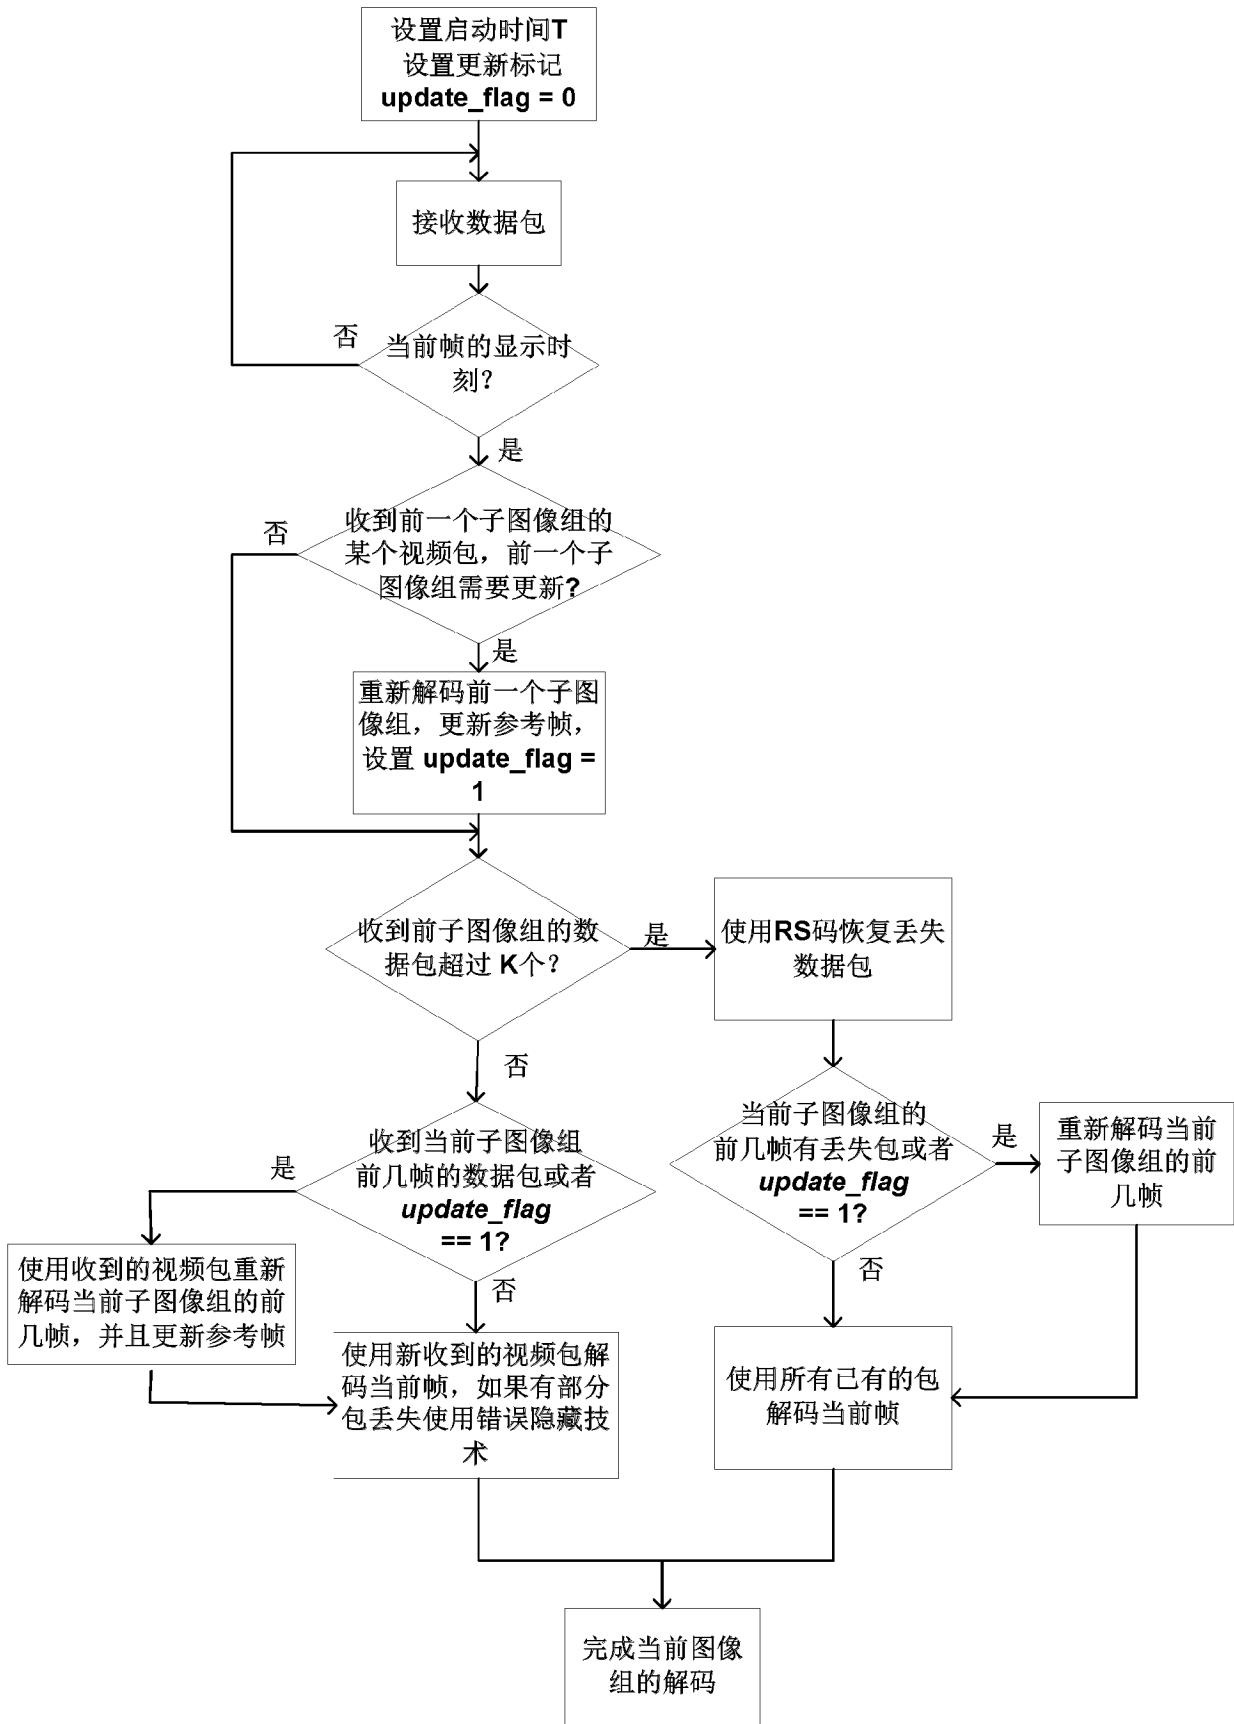 设置启动时间T
设置更新标记
update_flag = 0
接收数据包
否
当前帧的显示时
刻？
是
否
收到前一个子图像组的
某个视频包，前一个子
图像组需要更新?
是
重新解码前一个子图
像组，更新参考帧，
设置 update_flag =
1
收到前子图像组的数
据包超过 K个？
是
使用RS码恢复丢失
数据包
否
收到当前子图像组
前几帧的数据包或者
update_flag
== 1?
是
当前子图像组的
前几帧有丢失包或者
update_flag
== 1?
是
重新解码当前
子图像组的前
几帧
使用收到的视频包重新
解码当前子图像组的前
几帧，并且更新参考帧
否
否
使用新收到的视频包解
码当前帧，如果有部分
包丢失使用错误隐藏技
术
使用所有已有的包
解码当前帧
完成当前图像
组的解码